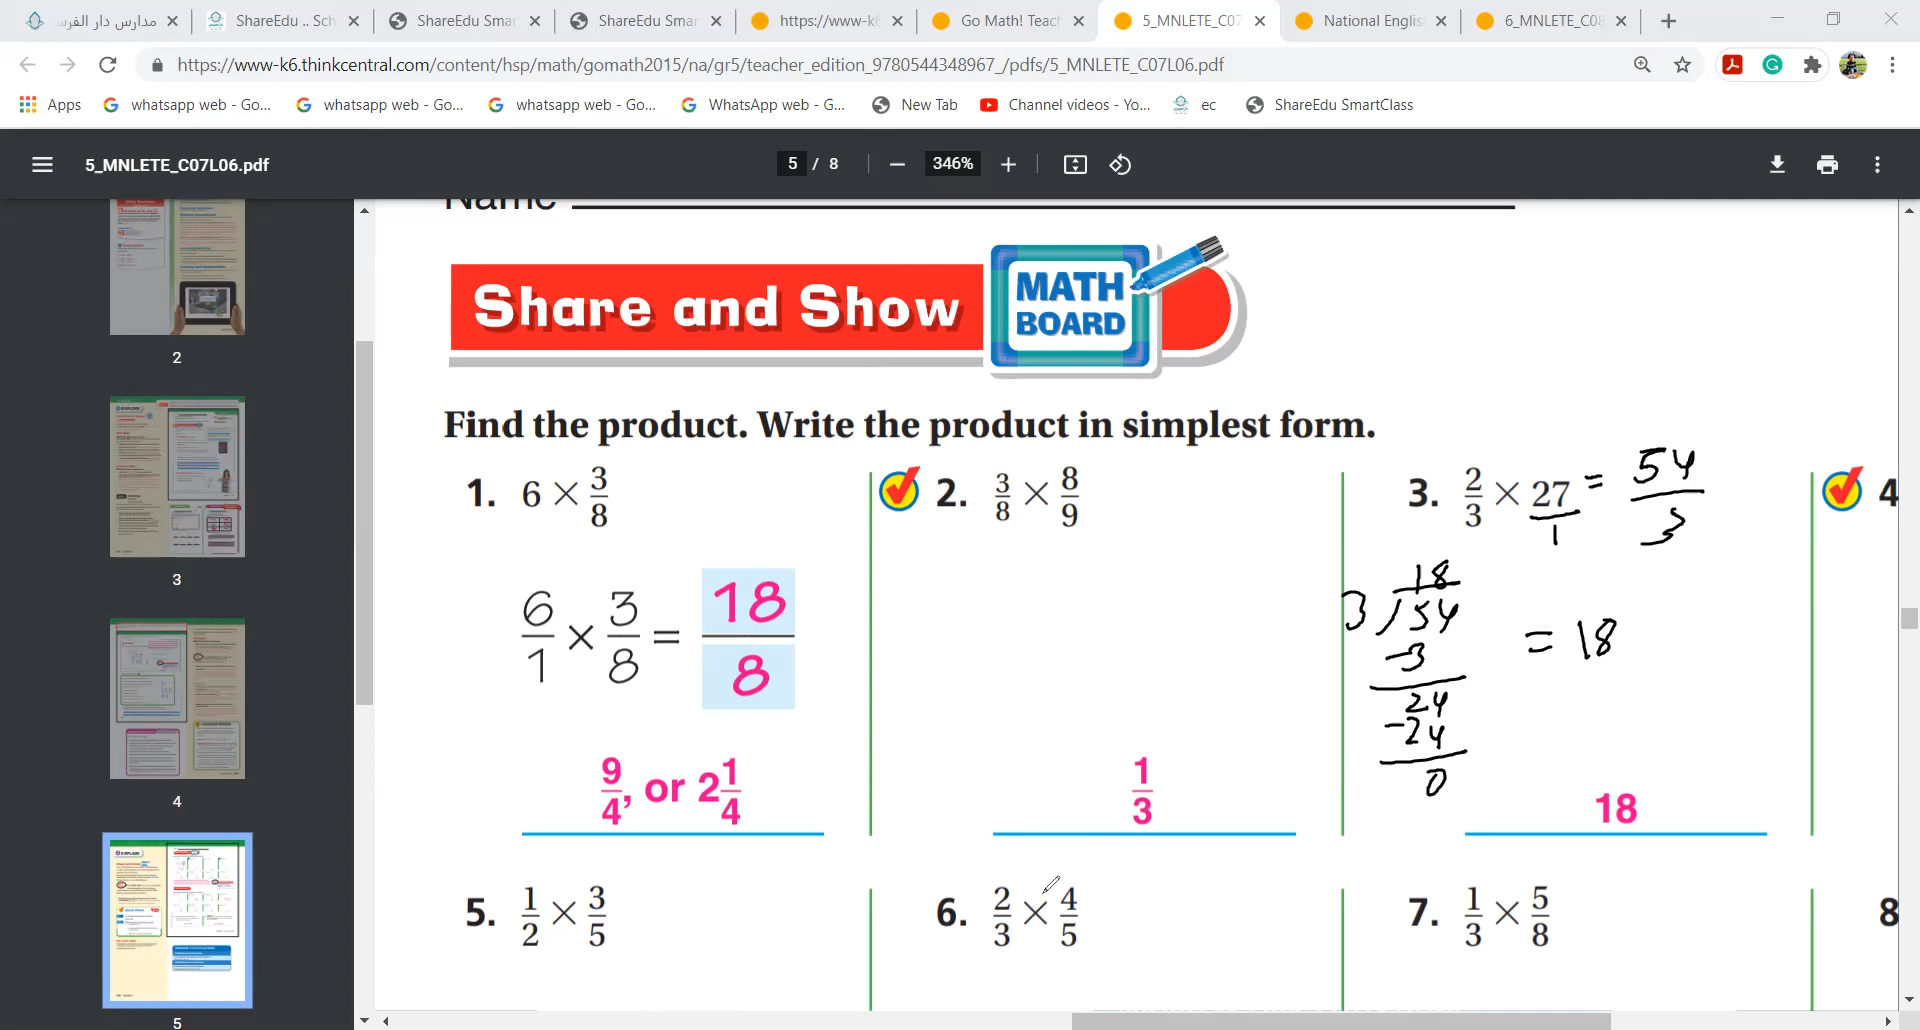 مدارس دار الفر
ShareEdu .. Sch
ShareEdu Smar
ShareEdu Smar
https://www-k6
Go Math! Teach
5_MNLETE_C07
National Englis
6_MNLETE_C08
https://www-k6.thinkcentral.com/content/hsp/math/gomath2015/na/gr5/teacher_edition_9780544348967_/pdfs/5_MNLETE_C07L06.pdf
Apps whatsapp web - Go... whatsapp web - Go... whatsapp web - Go... WhatsApp web - G... New Tab Channel videos - Yo... ec ShareEdu SmartClass
5_MNLETE_C07L06.pdf 5 / 8 346%
2
3
4
5
Name
Share and Show MATH BOARD
Find the product. Write the product in simplest form.
1. 6 × 3/8
6/1 × 3/8 = 18/8
9/4, or 2 1/4
2. 3/8 × 8/9
1/3
3. 2/3 × 27/1 = 54/3
18
3 ) 54
-3
24
-24
0
= 18
18
4
5. 1/2 × 3/5
6. 2/3 × 4/5
7. 1/3 × 5/8
8